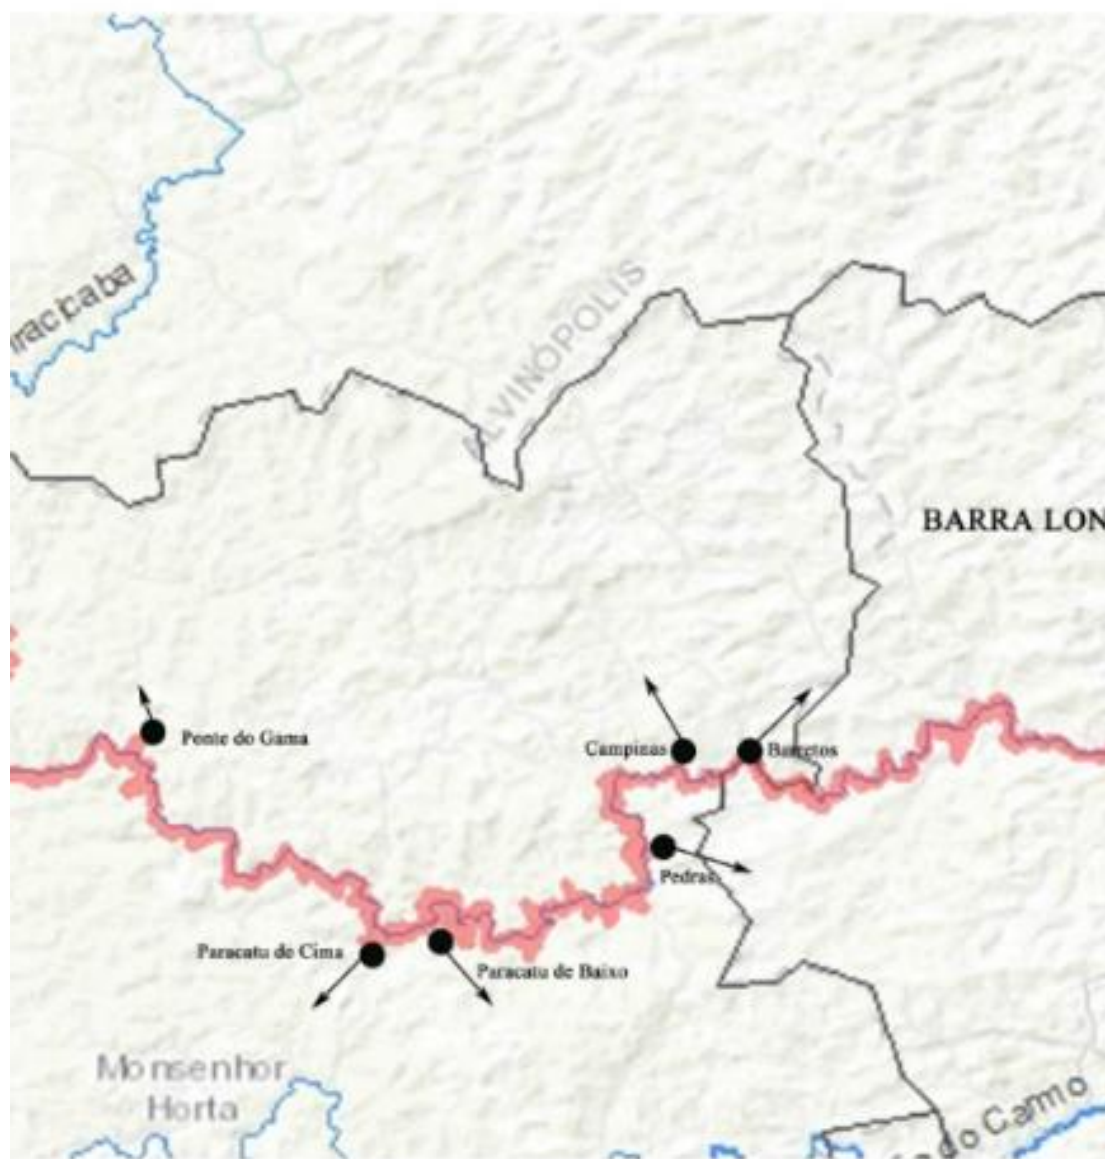 iracicaba
ALVINÓPOLIS
BARRA LON
Ponte do Gama
Campinas
Barretos
Pedras
Paracatu de Cima
Paracatu de Baixo
Monsenhor
Horta
do Carmo